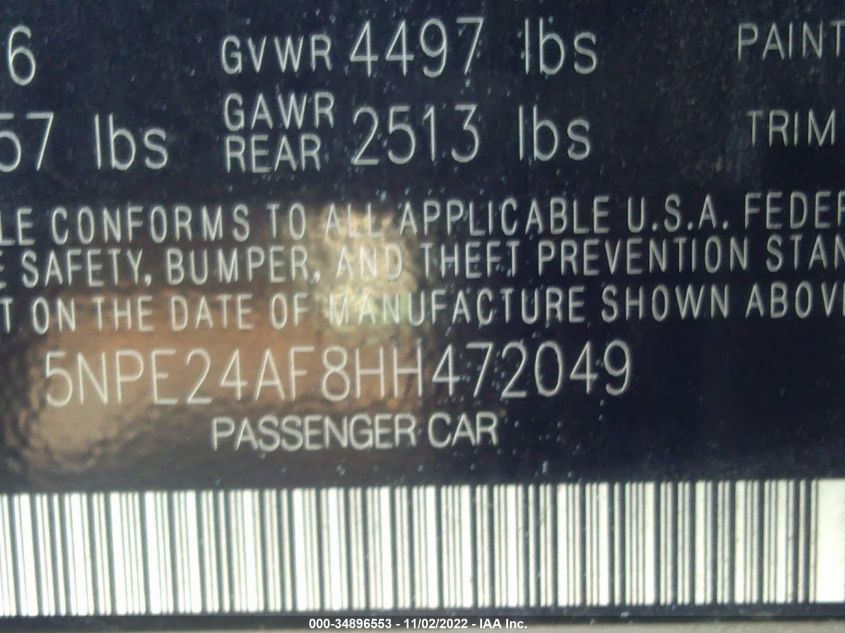 6 GVWR 4497 lbs PAINT
57 lbs GAWR REAR 2513 lbs TRIM
LE CONFORMS TO ALL APPLICABLE U.S.A. FEDER
E SAFETY, BUMPER, AND THEFT PREVENTION STAN
T ON THE DATE OF MANUFACTURE SHOWN ABOVE
5NPE24AF8HH472049
PASSENGER CAR
000-34896553 - 11/02/2022 - IAA Inc.